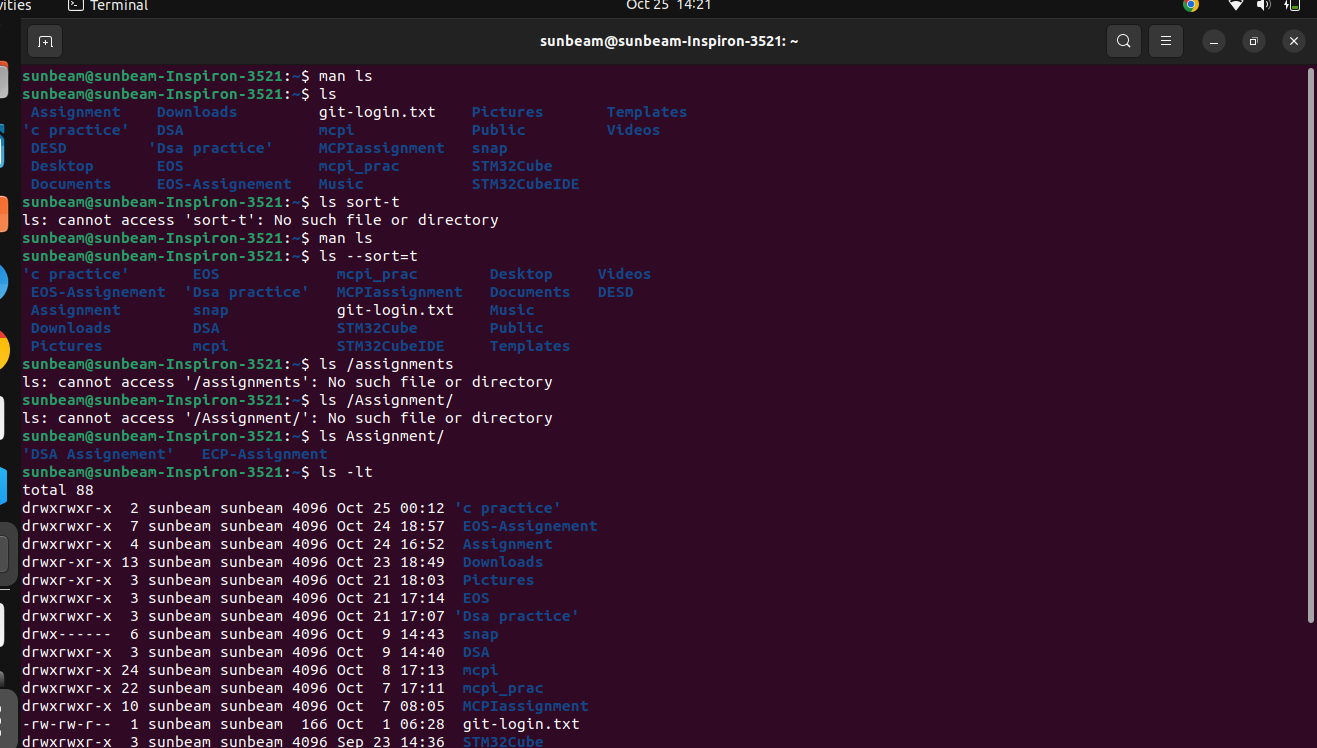 vities Terminal Oct 25 14:21
sunbeam@sunbeam-Inspiron-3521: ~
sunbeam@sunbeam-Inspiron-3521:~$ man ls
sunbeam@sunbeam-Inspiron-3521:~$ ls
Assignment Downloads git-login.txt Pictures Templates
'c practice' DSA mcpi Public Videos
DESD 'Dsa practice' MCPIassignment snap
Desktop EOS mcpi_prac STM32Cube
Documents EOS-Assignement Music STM32CubeIDE
sunbeam@sunbeam-Inspiron-3521:~$ ls sort-t
ls: cannot access 'sort-t': No such file or directory
sunbeam@sunbeam-Inspiron-3521:~$ man ls
sunbeam@sunbeam-Inspiron-3521:~$ ls --sort=t
'c practice' EOS mcpi_prac Desktop Videos
EOS-Assignement 'Dsa practice' MCPIassignment Documents DESD
Assignment snap git-login.txt Music
Downloads DSA STM32Cube Public
Pictures mcpi STM32CubeIDE Templates
sunbeam@sunbeam-Inspiron-3521:~$ ls /assignments
ls: cannot access '/assignments': No such file or directory
sunbeam@sunbeam-Inspiron-3521:~$ ls /Assignment/
ls: cannot access '/Assignment/': No such file or directory
sunbeam@sunbeam-Inspiron-3521:~$ ls Assignment/
'DSA Assignement' ECP-Assignment
sunbeam@sunbeam-Inspiron-3521:~$ ls -lt
total 88
drwxrwxr-x 2 sunbeam sunbeam 4096 Oct 25 00:12 'c practice'
drwxrwxr-x 7 sunbeam sunbeam 4096 Oct 24 18:57 EOS-Assignement
drwxrwxr-x 4 sunbeam sunbeam 4096 Oct 24 16:52 Assignment
drwxr-xr-x 13 sunbeam sunbeam 4096 Oct 23 18:49 Downloads
drwxr-xr-x 3 sunbeam sunbeam 4096 Oct 21 18:03 Pictures
drwxrwxr-x 3 sunbeam sunbeam 4096 Oct 21 17:14 EOS
drwxrwxr-x 3 sunbeam sunbeam 4096 Oct 21 17:07 'Dsa practice'
drwx------ 6 sunbeam sunbeam 4096 Oct 9 14:43 snap
drwxrwxr-x 3 sunbeam sunbeam 4096 Oct 9 14:40 DSA
drwxrwxr-x 24 sunbeam sunbeam 4096 Oct 8 17:13 mcpi
drwxrwxr-x 22 sunbeam sunbeam 4096 Oct 7 17:11 mcpi_prac
drwxrwxr-x 10 sunbeam sunbeam 4096 Oct 7 08:05 MCPIassignment
-rw-rw-r-- 1 sunbeam sunbeam 166 Oct 1 06:28 git-login.txt
drwxrwxr-x 3 sunbeam sunbeam 4096 Sep 23 14:36 STM32Cube